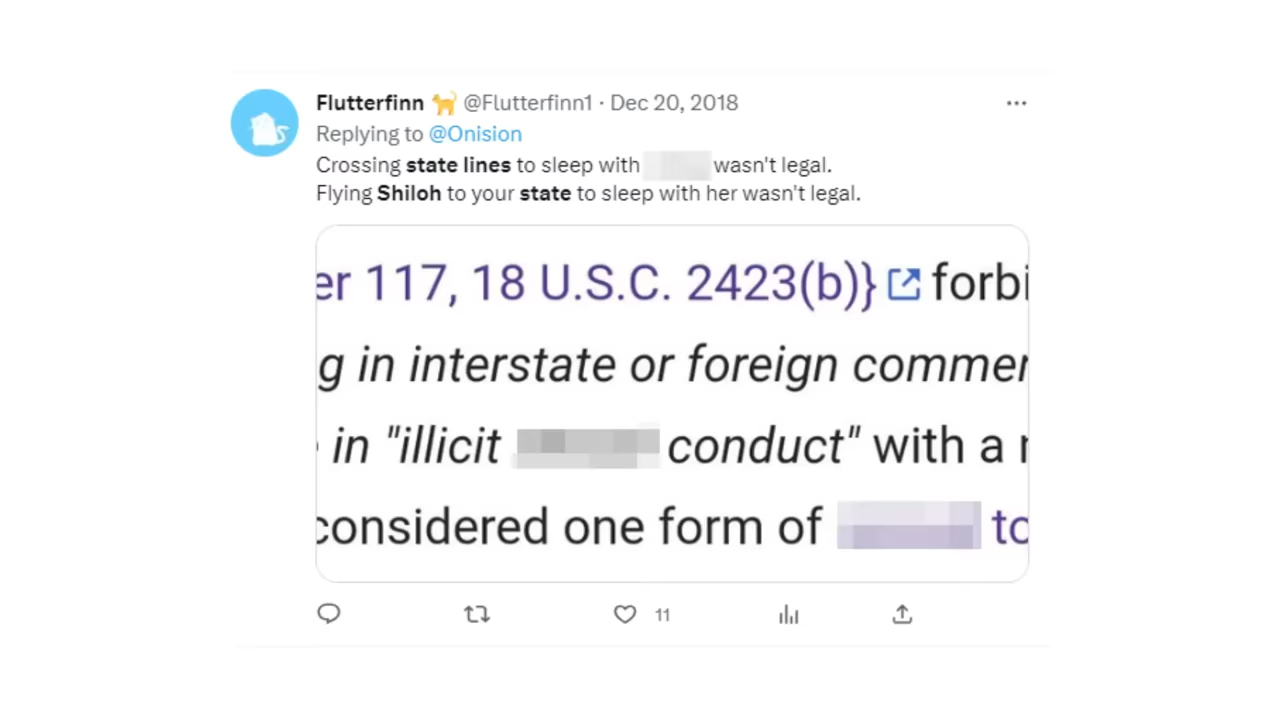 Flutterfinn 🐈 @Flutterfinn1 · Dec 20, 2018
Replying to @Onision
Crossing state lines to sleep with wasn't legal.
Flying Shiloh to your state to sleep with her wasn't legal.
er 117, 18 U.S.C. 2423(b)} forbi
g in interstate or foreign commer
in "illicit conduct" with a
considered one form of to
11